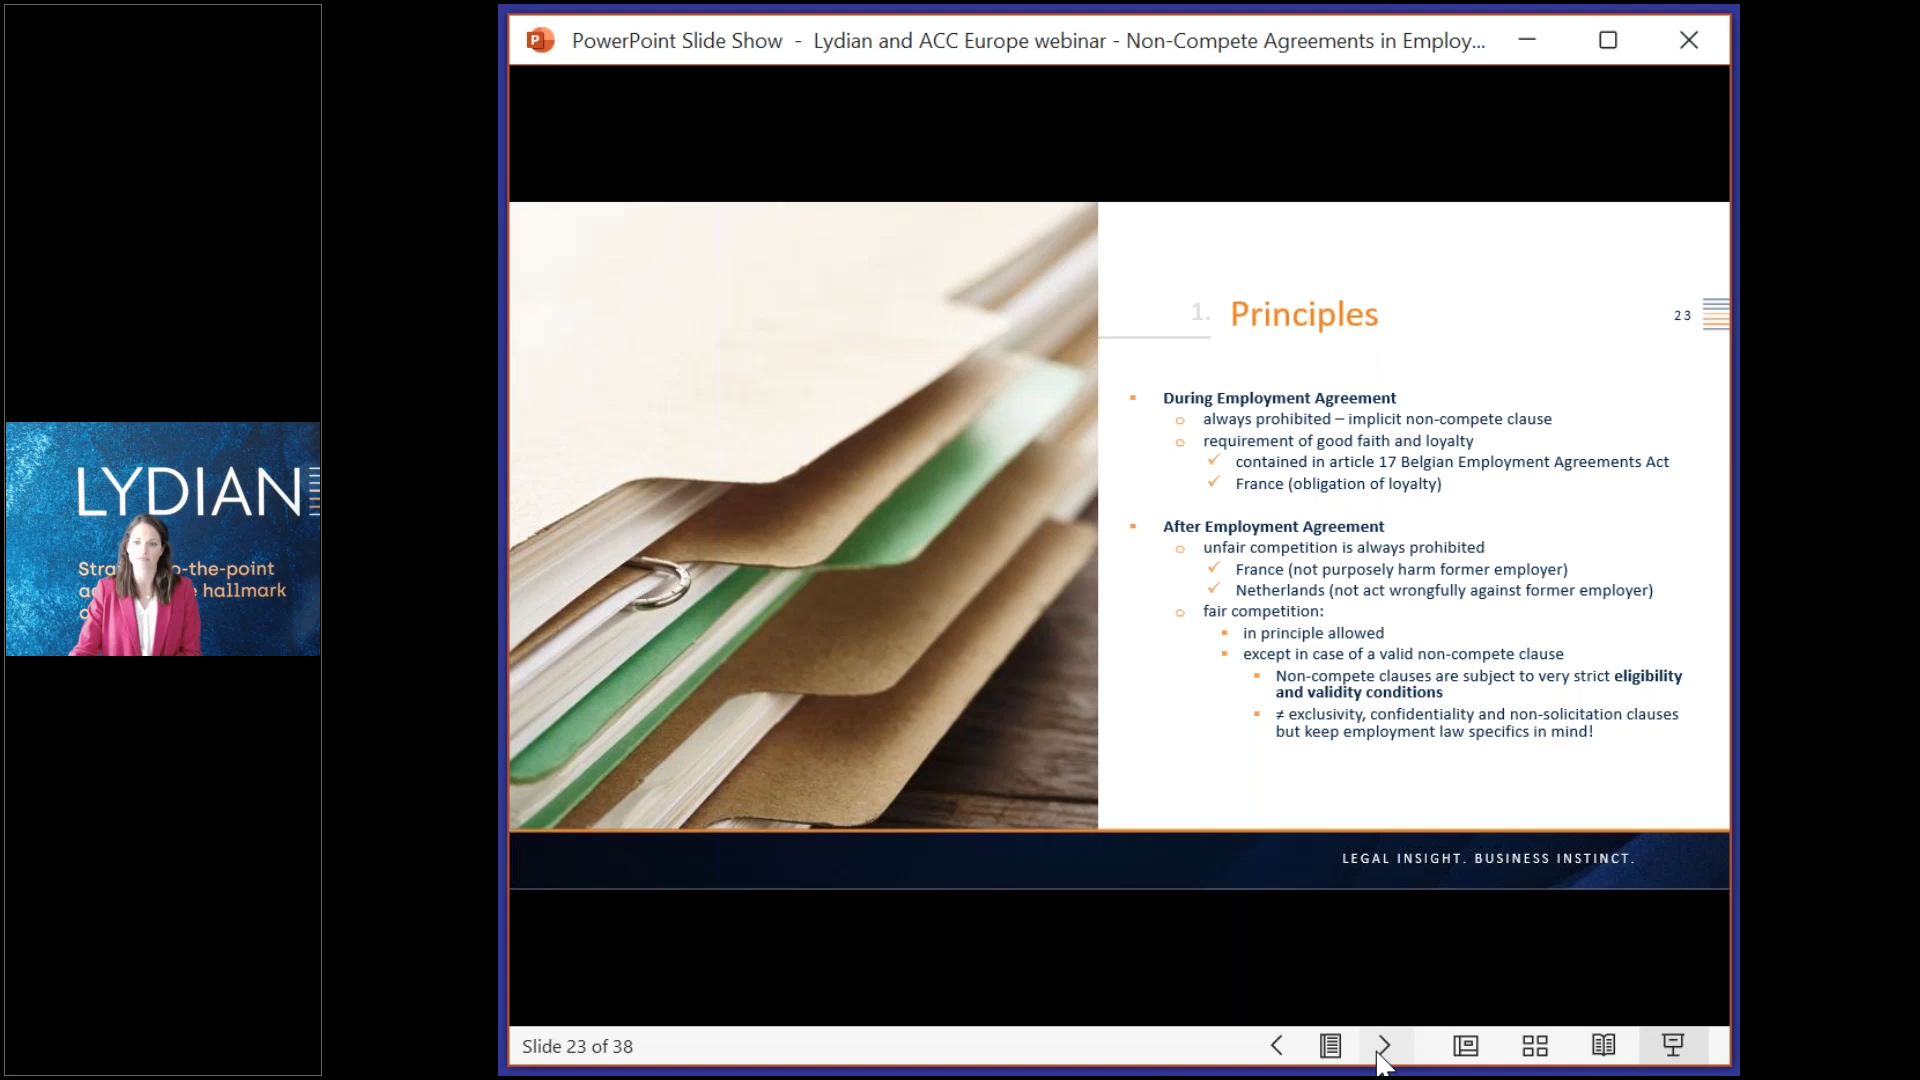 PowerPoint Slide Show - Lydian and ACC Europe webinar - Non-Compete Agreements in Employ...
LYDIAN
-the-point
hallmark
1. Principles
23
During Employment Agreement
always prohibited – implicit non-compete clause
requirement of good faith and loyalty
contained in article 17 Belgian Employment Agreements Act
France (obligation of loyalty)
After Employment Agreement
unfair competition is always prohibited
France (not purposely harm former employer)
Netherlands (not act wrongfully against former employer)
fair competition:
in principle allowed
except in case of a valid non-compete clause
Non-compete clauses are subject to very strict eligibility
and validity conditions
≠ exclusivity, confidentiality and non-solicitation clauses
but keep employment law specifics in mind!
LEGAL INSIGHT. BUSINESS INSTINCT.
Slide 23 of 38